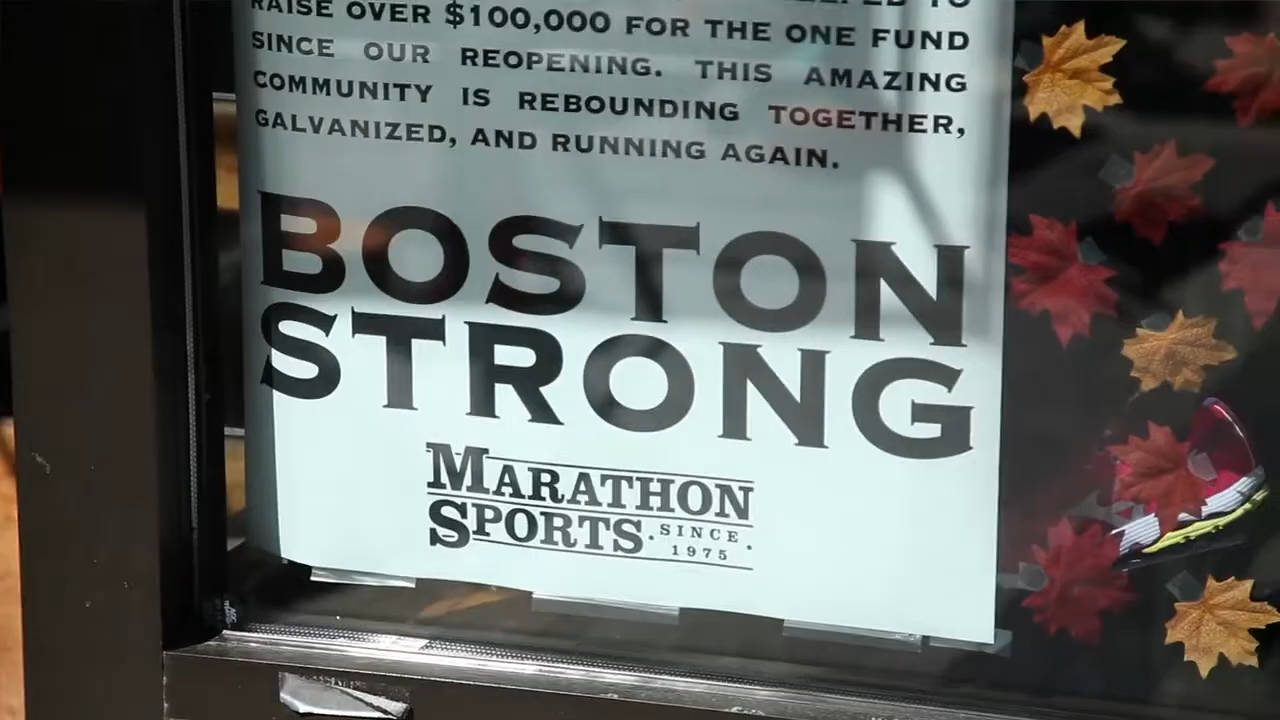 TO
RAISE OVER $100,000 FOR THE ONE FUND
SINCE OUR REOPENING. THIS AMAZING
COMMUNITY IS REBOUNDING TOGETHER,
GALVANIZED, AND RUNNING AGAIN.
BOSTON
STRONG
MARATHON
SPORTS · SINCE ·
1975